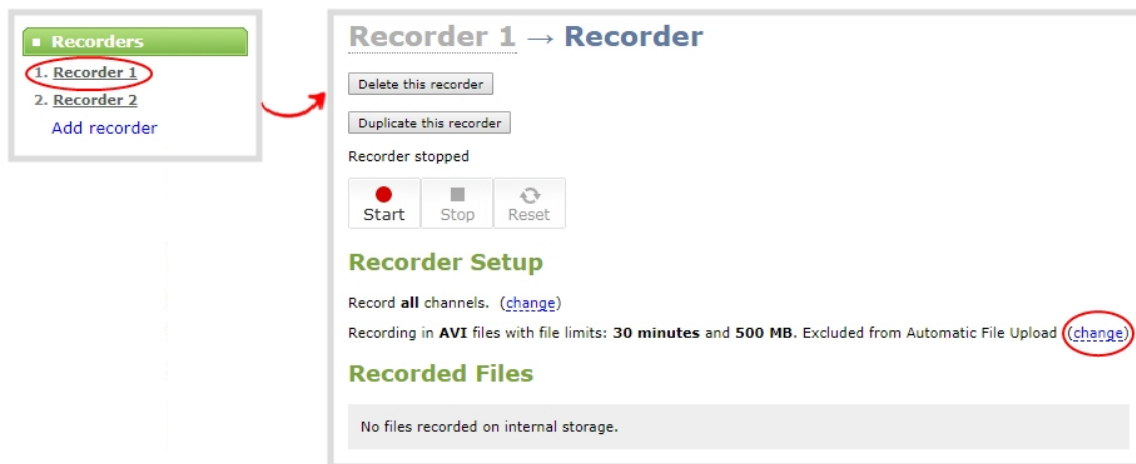 Recorders
1. Recorder 1
2. Recorder 2
Add recorder
Recorder 1 → Recorder
Delete this recorder
Duplicate this recorder
Recorder stopped
Start Stop Reset
Recorder Setup
Record all channels. (change)
Recording in AVI files with file limits: 30 minutes and 500 MB. Excluded from Automatic File Upload (change)
Recorded Files
No files recorded on internal storage.